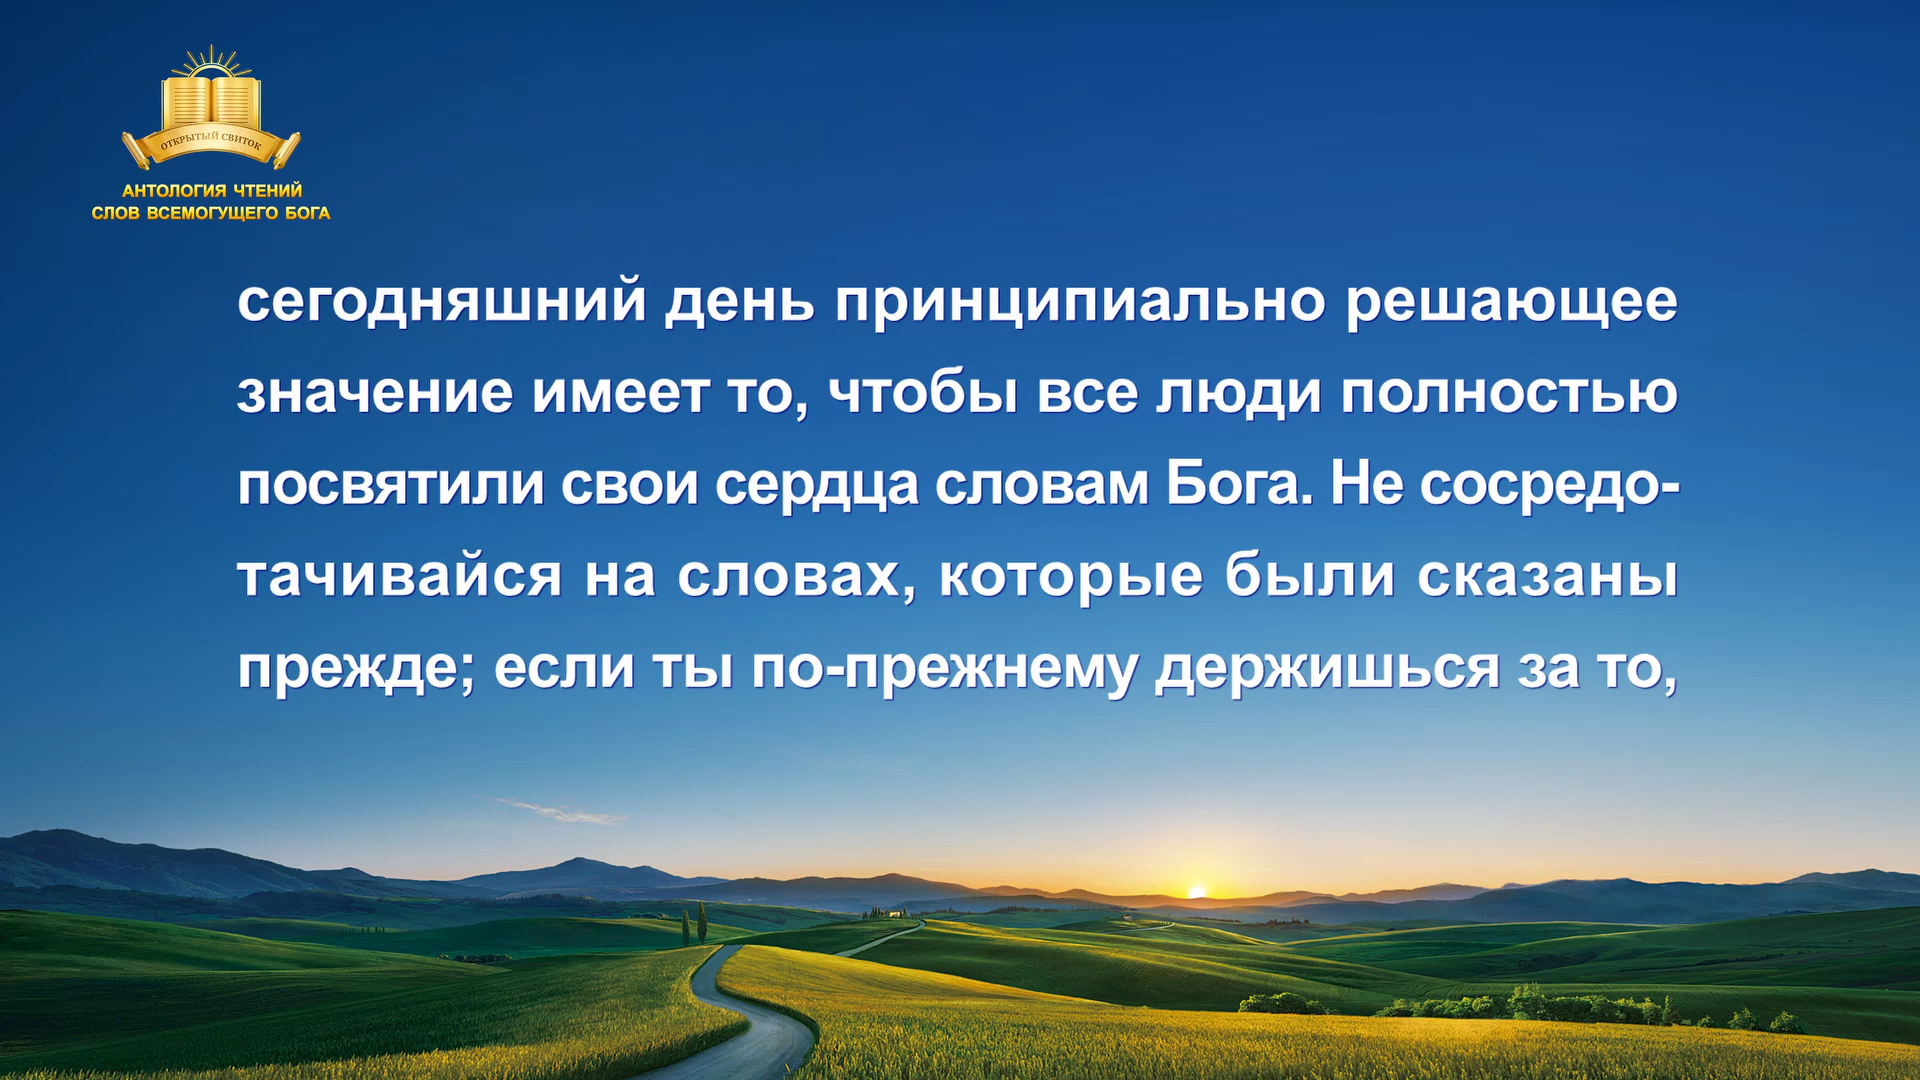 ОТКРЫТЫЙ СВИТОК
АНТОЛОГИЯ ЧТЕНИЙ
СЛОВ ВСЕМОГУЩЕГО БОГА
сегодняшний день принципиально решающее
значение имеет то, чтобы все люди полностью
посвятили свои сердца словам Бога. Не сосредо-
тачивайся на словах, которые были сказаны
прежде; если ты по-прежнему держишься за то,